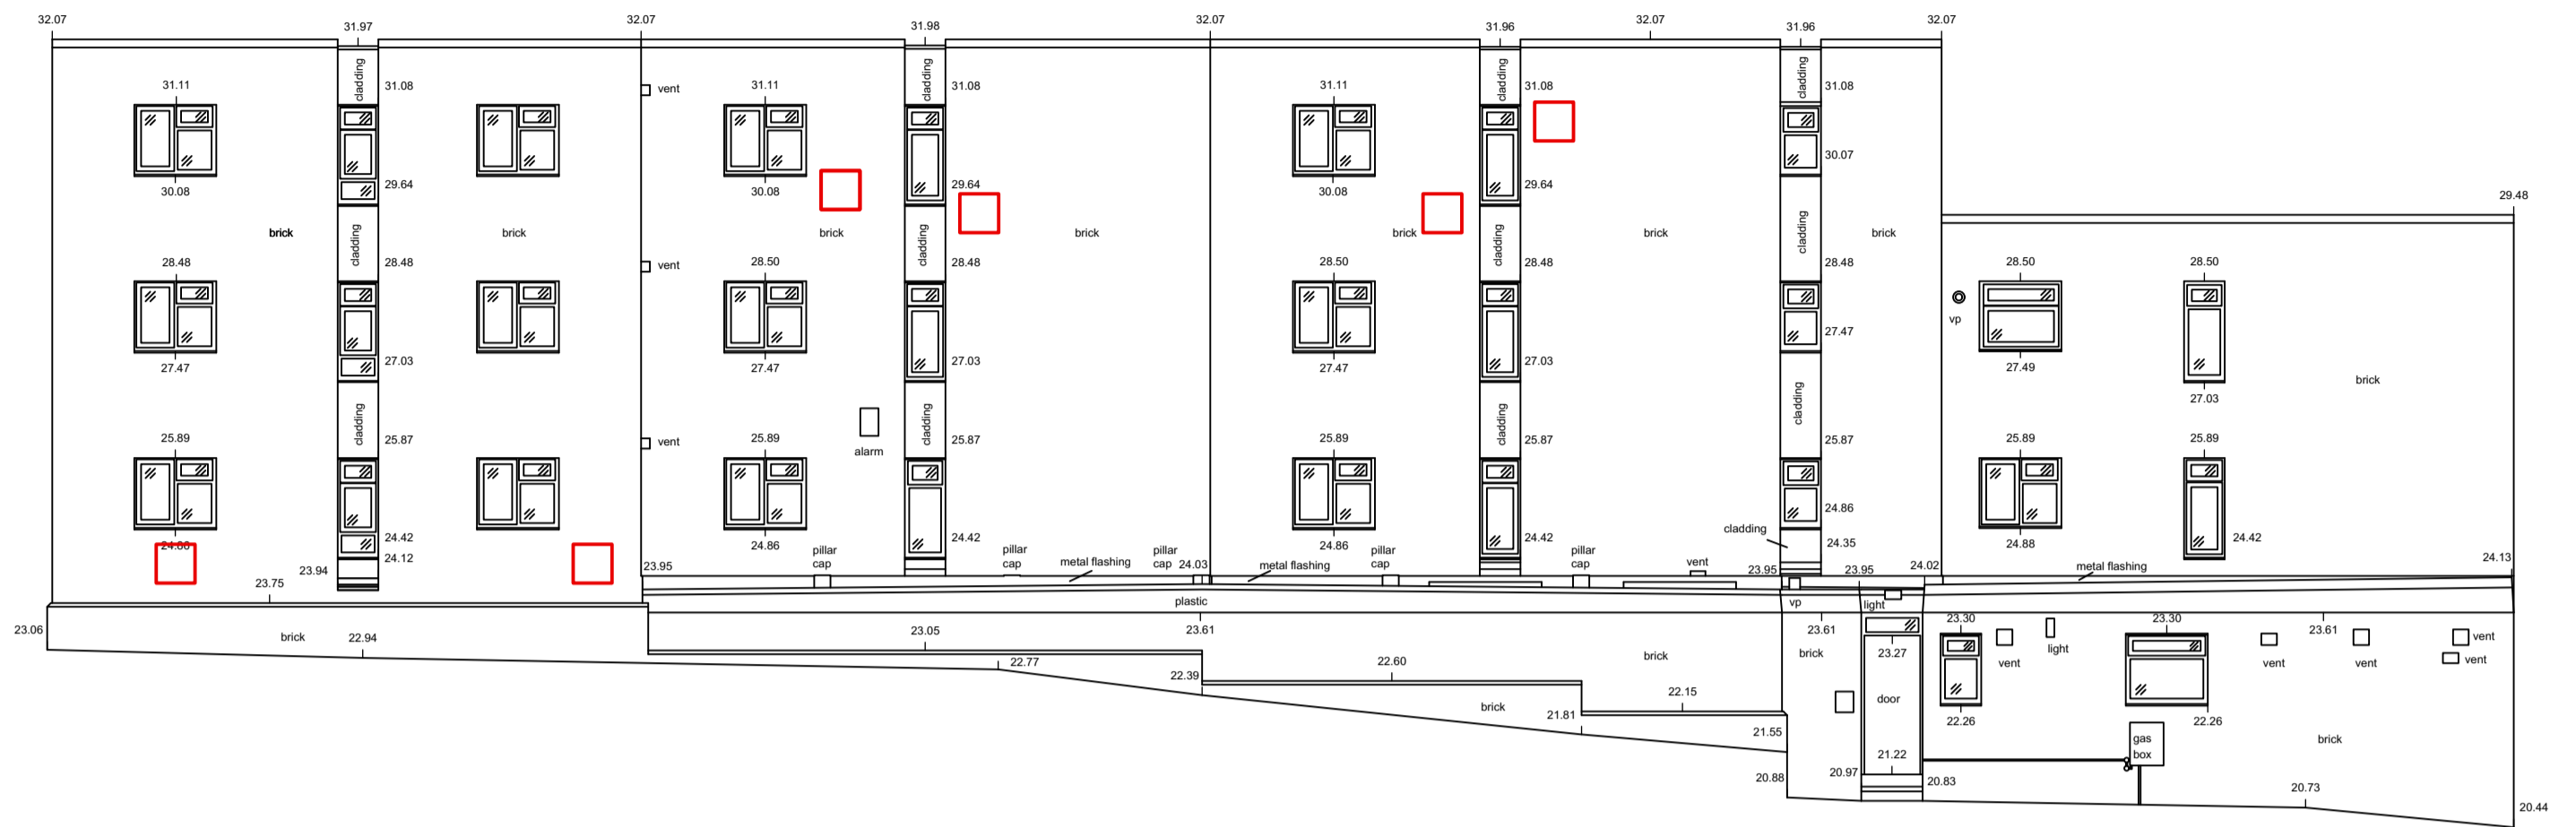 32.07
31.97
32.07
31.98
32.07
31.96
32.07
31.96
32.07
cladding
cladding
cladding
cladding
31.11
31.08
vent
31.11
31.08
31.11
31.08
31.08
30.07
30.08
29.64
30.08
29.64
30.08
29.64
29.48
brick
cladding
brick
brick
cladding
brick
brick
cladding
brick
cladding
brick
28.48
28.48
vent
28.50
28.48
28.50
28.48
28.48
28.50
28.50
vp
27.47
27.03
27.47
27.03
27.47
27.03
27.47
27.49
27.03
brick
cladding
cladding
cladding
cladding
25.89
25.87
vent
25.89
alarm
25.87
25.89
25.87
25.87
25.89
25.89
24.86
24.42
24.12
24.86
24.42
24.86
24.42
24.86
cladding
24.35
24.88
24.42
23.94
23.75
23.95
pillar
cap
pillar
cap
metal flashing
pillar
cap
24.03
metal flashing
pillar
cap
pillar
cap
vent
23.95
23.95
24.02
metal flashing
24.13
plastic
vp
light
23.06
brick
22.94
23.05
23.61
23.61
23.30
23.30
23.61
22.77
22.39
22.60
brick
brick
23.27
vent
light
vent
vent
vent
vent
22.15
door
22.26
22.26
brick
21.81
21.55
gas
box
brick
21.22
20.88
20.97
20.83
20.73
20.44